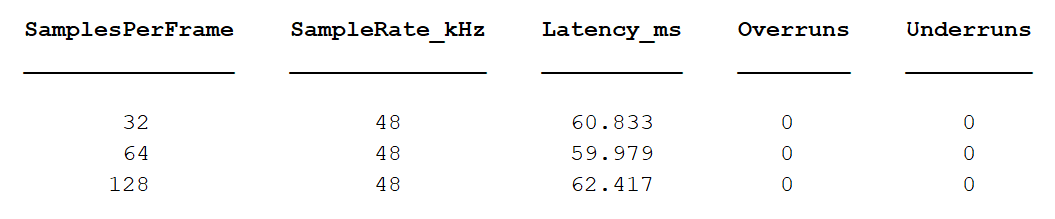 SamplesPerFrame SampleRate_kHz Latency_ms Overruns Underruns
32 48 60.833 0 0
64 48 59.979 0 0
128 48 62.417 0 0